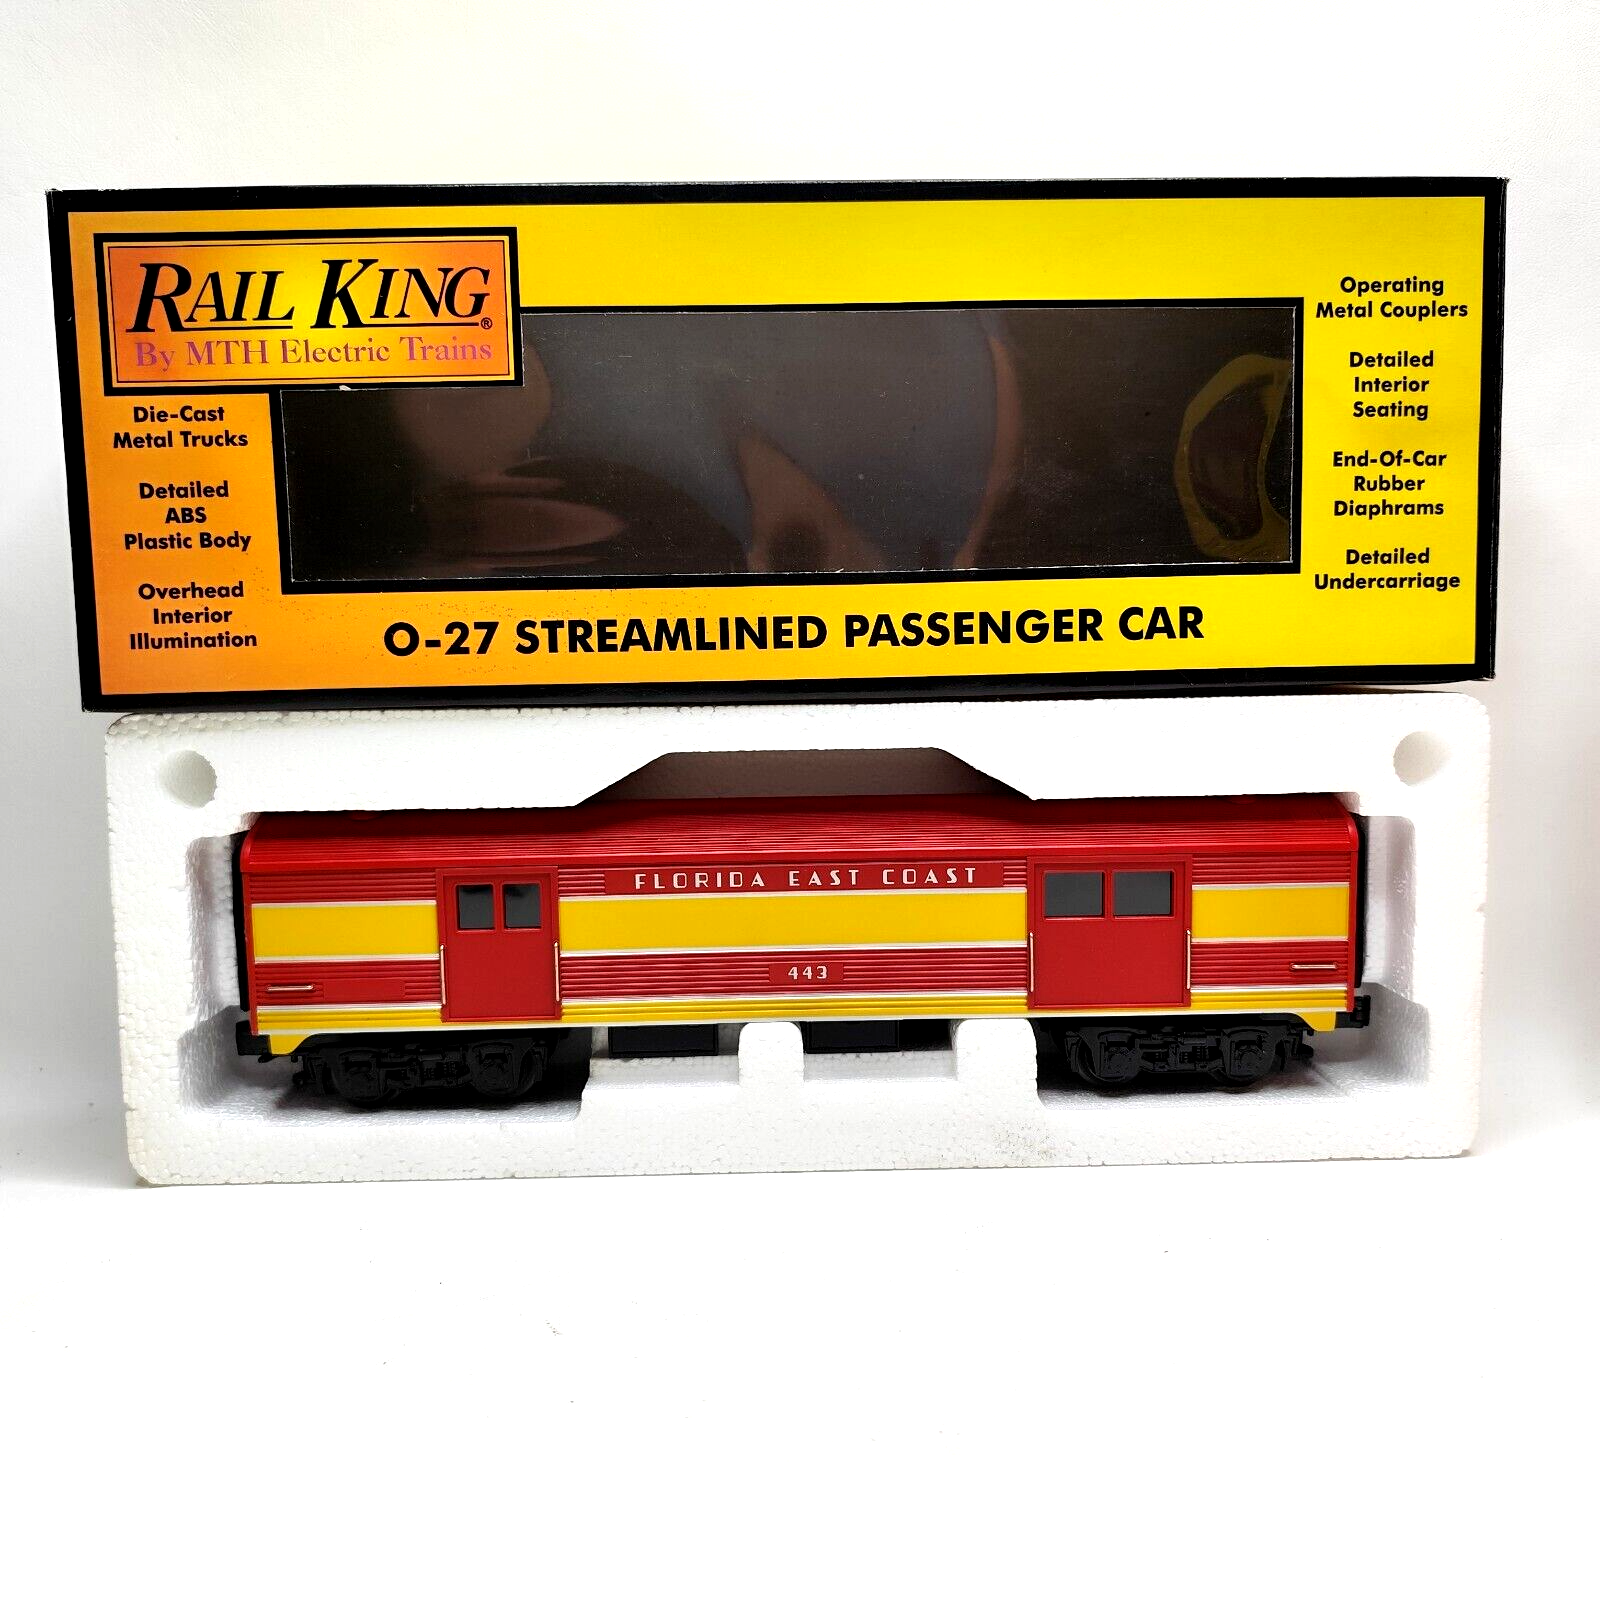 RAIL KING®
By MTH Electric Trains
Die-Cast
Metal Trucks
Detailed
ABS
Plastic Body
Overhead
Interior
Illumination
Operating
Metal Couplers
Detailed
Interior
Seating
End-Of-Car
Rubber
Diaphrams
Detailed
Undercarriage
O-27 STREAMLINED PASSENGER CAR
FLORIDA EAST COAST
443